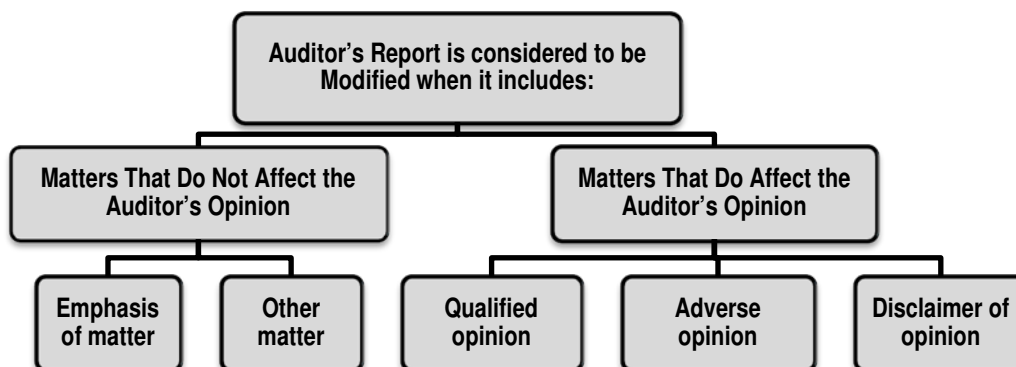 Auditor’s Report is considered to be
Modified when it includes:
Matters That Do Not Affect the
Auditor’s Opinion
Matters That Do Affect the
Auditor’s Opinion
Emphasis
of matter
Other
matter
Qualified
opinion
Adverse
opinion
Disclaimer of
opinion